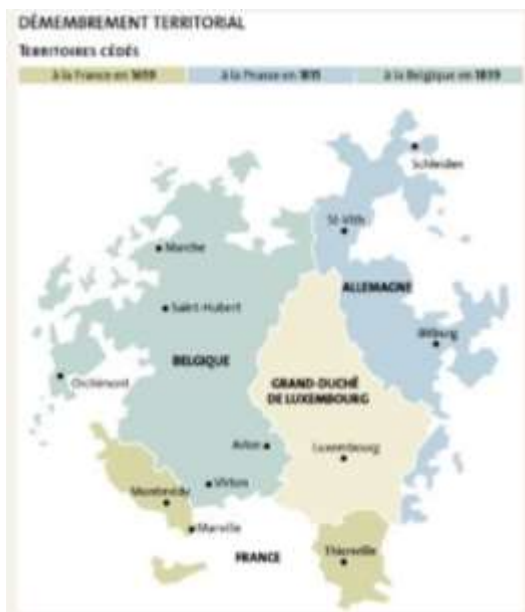 DÉMEMBREMENT TERRITORIAL
TERRITOIRES CÉDÉS
à la France en 1659
à la Prusse en 1815
à la Belgique en 1839
Schleiden
St-Vith
Marche
ALLEMAGNE
Saint-Hubert
Bitburg
BELGIQUE
Orchimont
GRAND-DUCHÉ
DE LUXEMBOURG
Arlon
Luxembourg
Virton
Montmédy
Marville
FRANCE
Thionville